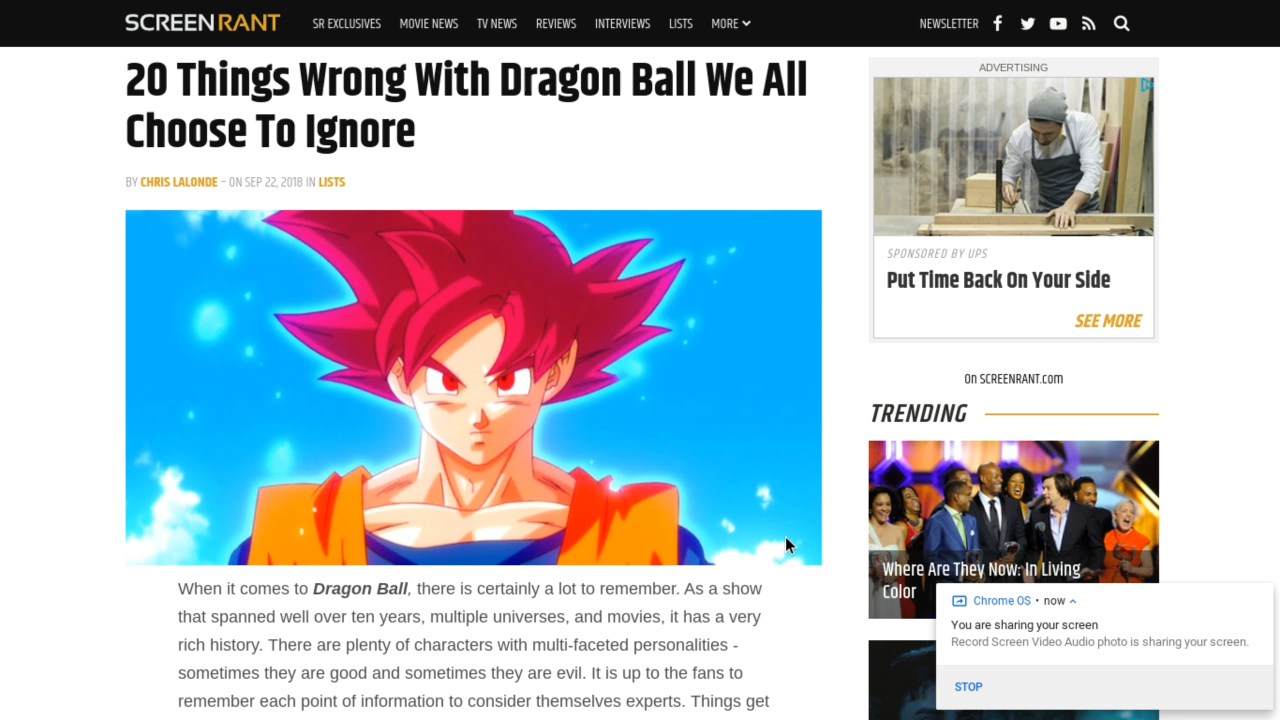 SCREENRANT SR EXCLUSIVES MOVIE NEWS TV NEWS REVIEWS INTERVIEWS LISTS MORE NEWSLETTER
20 Things Wrong With Dragon Ball We All
Choose To Ignore
BY CHRIS LALONDE – ON SEP 22, 2018 IN LISTS
When it comes to Dragon Ball, there is certainly a lot to remember. As a show
that spanned well over ten years, multiple universes, and movies, it has a very
rich history. There are plenty of characters with multi-faceted personalities -
sometimes they are good and sometimes they are evil. It is up to the fans to
remember each point of information to consider themselves experts. Things get
ADVERTISING
SPONSORED BY UPS
Put Time Back On Your Side
SEE MORE
On SCREENRANT.com
TRENDING
Where Are They Now: In Living
Color
Chrome OS • now
You are sharing your screen
Record Screen Video Audio photo is sharing your screen.
STOP